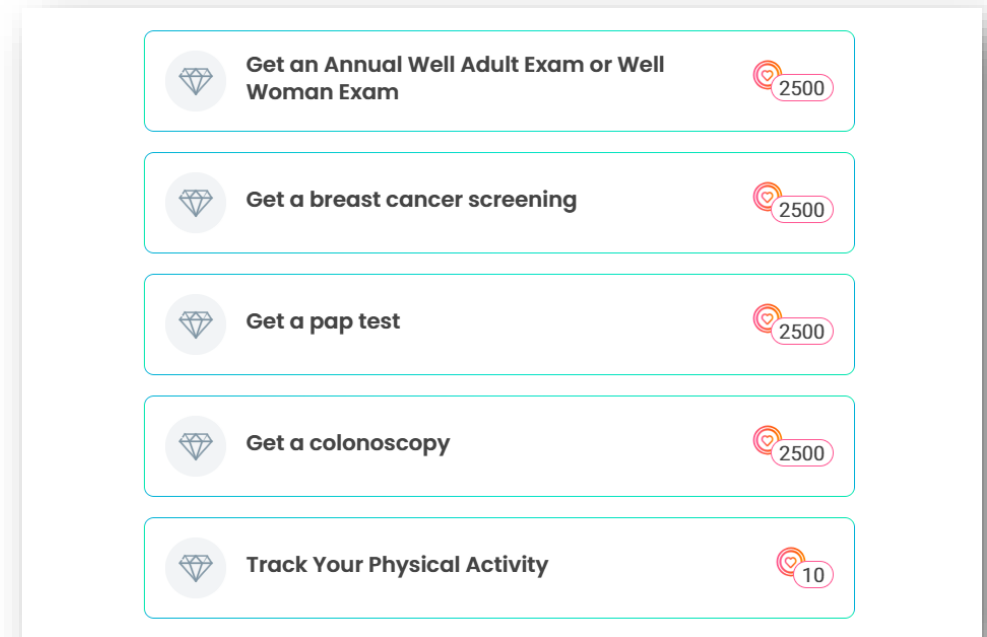 Get an Annual Well Adult Exam or Well
Woman Exam
2500
Get a breast cancer screening
2500
Get a pap test
2500
Get a colonoscopy
2500
Track Your Physical Activity
10